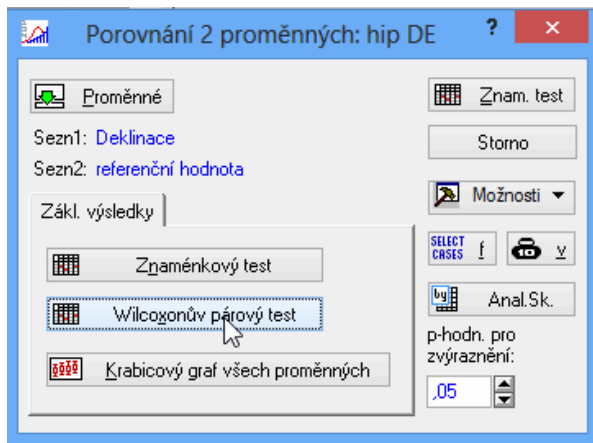 Porovnání 2 proměnných: hip DE ? ×
Proměnné
Sezn1: Deklinace
Sezn2: referenční hodnota
Zákl. výsledky
Znaménkový test
Wilcoxonův párový test
Krabicový graf všech proměnných
Znam. test
Storno
Možnosti
SELECT
CASES f v
by Anal.Sk.
p-hodn. pro
zvýraznění:
,05